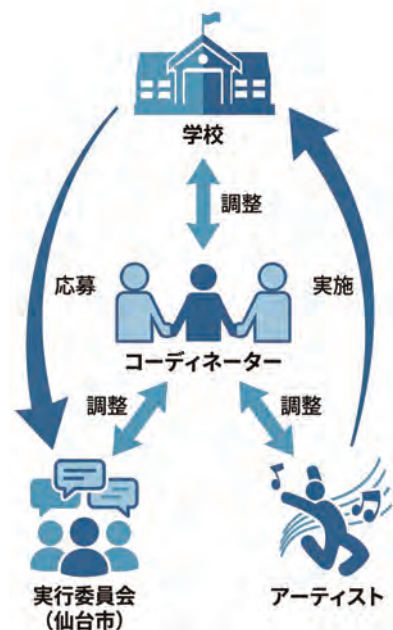 学校
調整
応募
実施
コーディネーター
調整
調整
実行委員会
（仙台市）
アーティスト